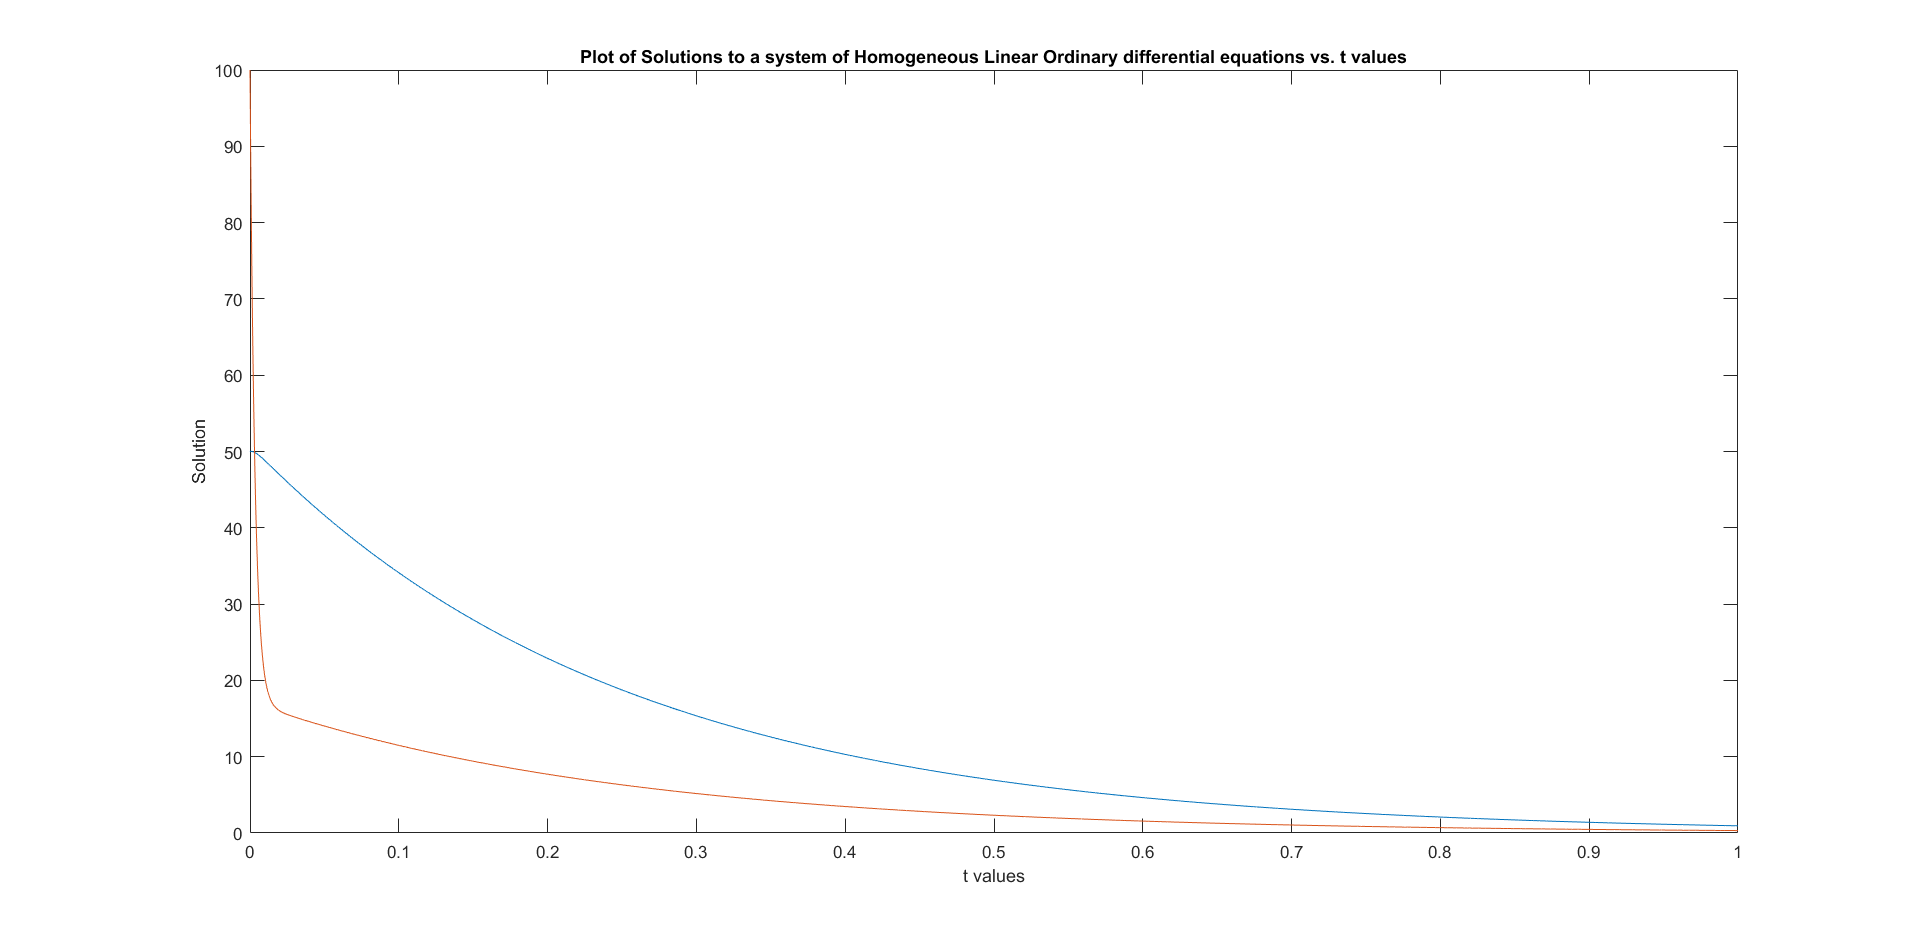 Plot of Solutions to a system of Homogeneous Linear Ordinary differential equations vs. t values
100
90
80
70
60
50
40
30
20
10
0
Solution
0 0.1 0.2 0.3 0.4 0.5 0.6 0.7 0.8 0.9 1
t values